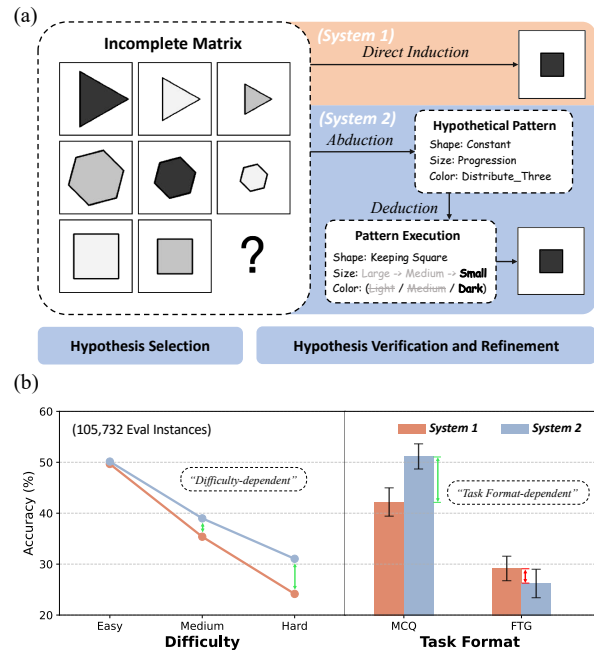 (a)
Incomplete Matrix
?
(System 1)
Direct Induction
(System 2)
Abduction
Hypothetical Pattern
Shape: Constant
Size: Progression
Color: Distribute_Three
Deduction
Pattern Execution
Shape: Keeping Square
Size: Large -> Medium -> Small
Color: (Light / Medium / Dark)
Hypothesis Selection
Hypothesis Verification and Refinement
(b)
Accuracy (%)
60
50
40
30
20
(105,732 Eval Instances)
"Difficulty-dependent"
Easy
Medium
Hard
Difficulty
System 1
System 2
"Task Format-dependent"
MCQ
FTG
Task Format